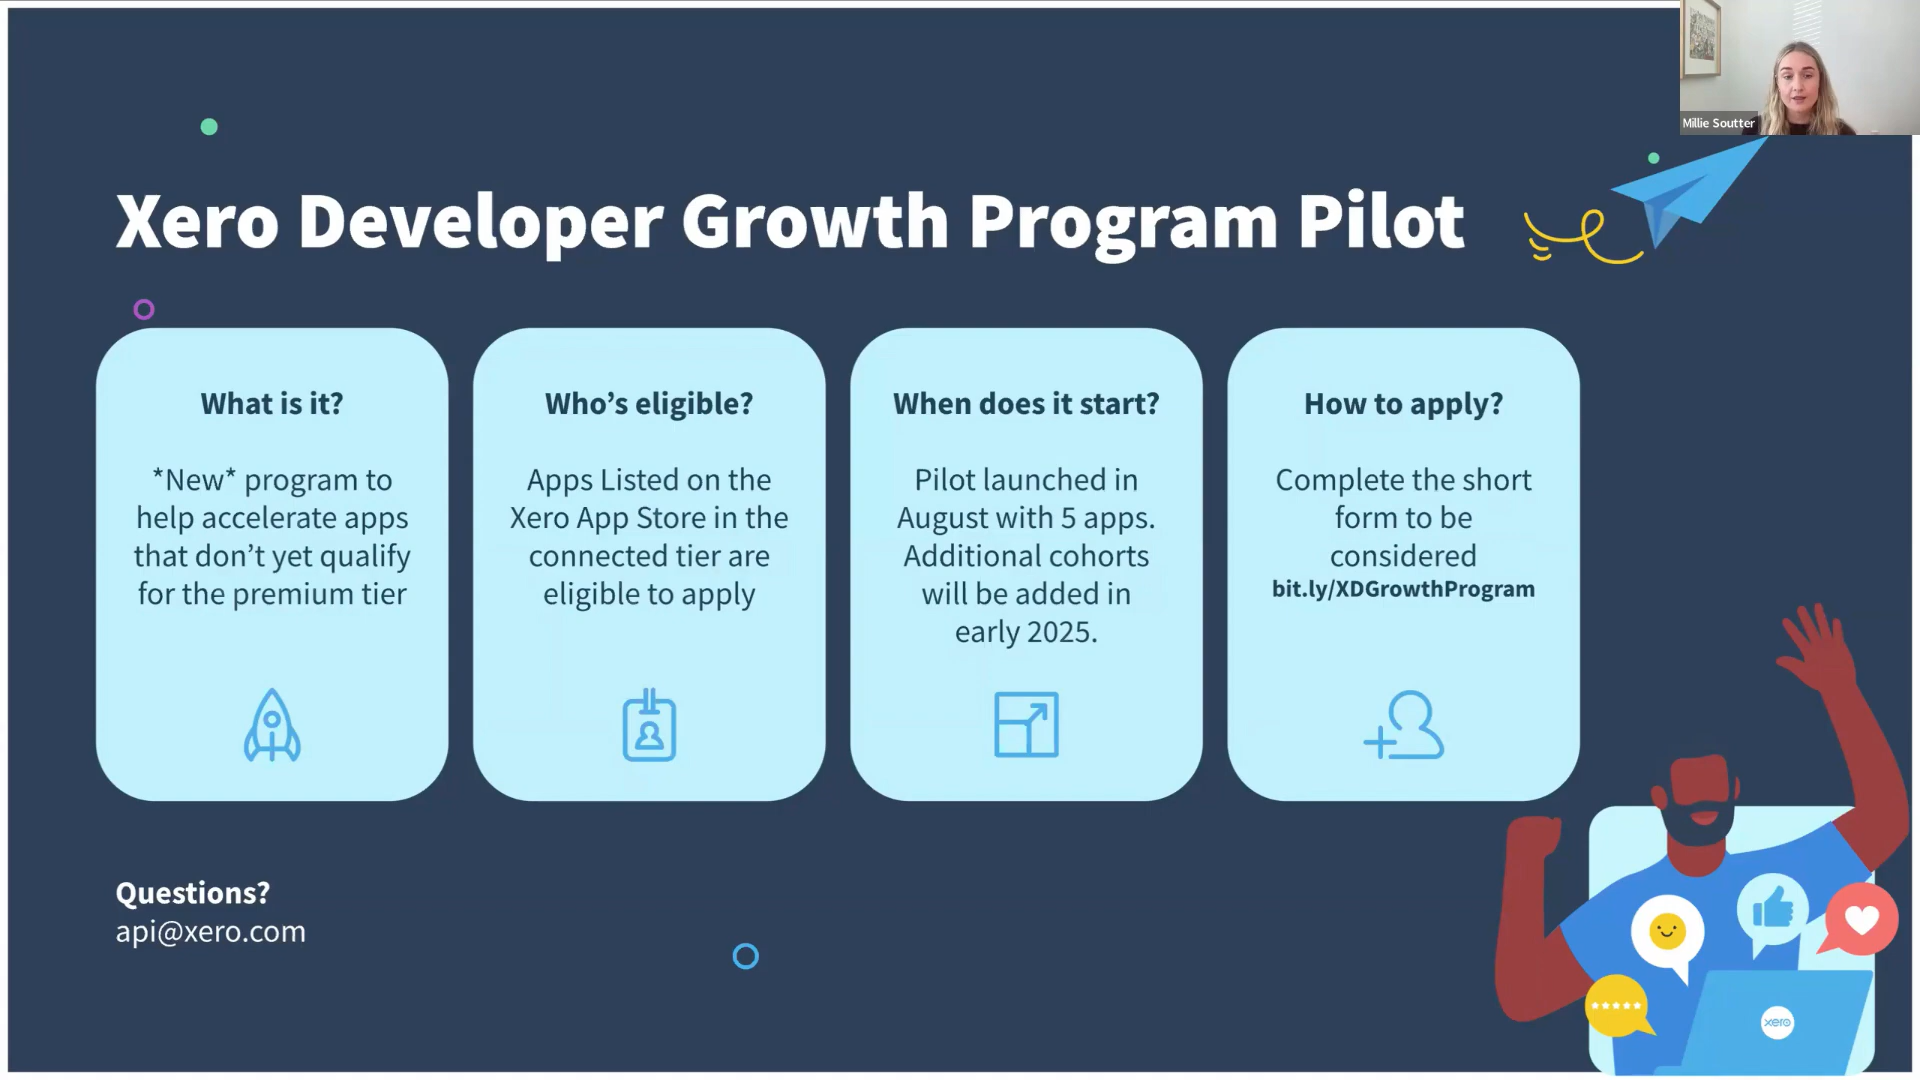 Millie Soutter
Xero Developer Growth Program Pilot
What is it?
*New* program to
help accelerate apps
that don’t yet qualify
for the premium tier
Who’s eligible?
Apps Listed on the
Xero App Store in the
connected tier are
eligible to apply
When does it start?
Pilot launched in
August with 5 apps.
Additional cohorts
will be added in
early 2025.
How to apply?
Complete the short
form to be
considered
bit.ly/XDGrowthProgram
Questions?
api@xero.com
xero